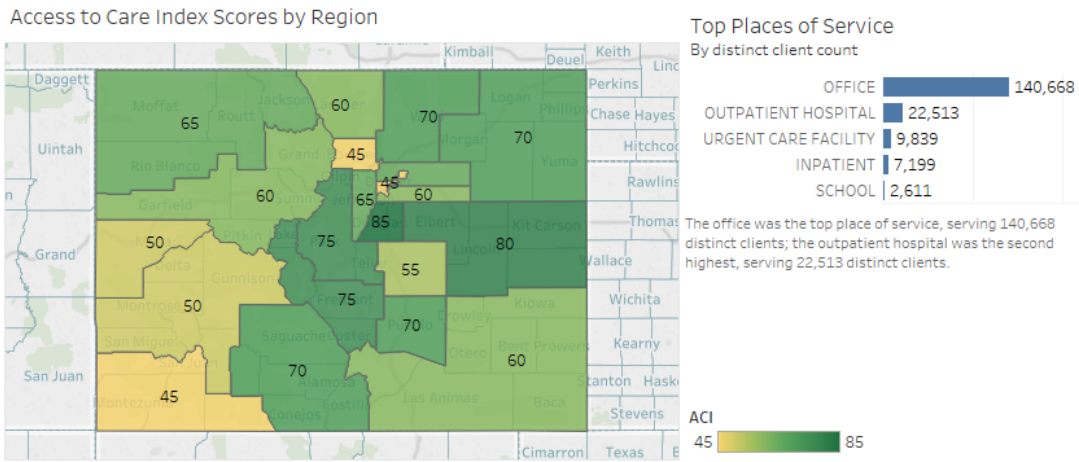 Access to Care Index Scores by Region
Kimball
Deuel
Keith
Daggett
Perkins
Moffat
Jackson
60
Logan
Phillips
Chase Hayes
65
Routt
70
Morgan
70
Hitchcoc
Uintah
Rio Blanco
Grand
45
Yuma
Rawlins
60
Garfield
Summ
65
45
60
Thomas
50
Pitkin
Lake
75
85
Elbert
Kit Carson
80
Lincoln
Grand
Delta
Gunnison
Teller
55
Wallace
Montrose
50
Fremont
75
Kiowa
Wichita
San Miguel
Saguache
Custer
70
Crowley
Otero
Bent Prowers
Kearny
60
San Juan
70
Alamosa
Stanton
Hask
Montezuma
45
Conejos
Costilla
Las Animas
Baca
Stevens
Cimarron
Texas
Top Places of Service
By distinct client count
OFFICE 140,668
OUTPATIENT HOSPITAL 22,513
URGENT CARE FACILITY 9,839
INPATIENT 7,199
SCHOOL 2,611
The office was the top place of service, serving 140,668
distinct clients; the outpatient hospital was the second
highest, serving 22,513 distinct clients.
ACI
45 85